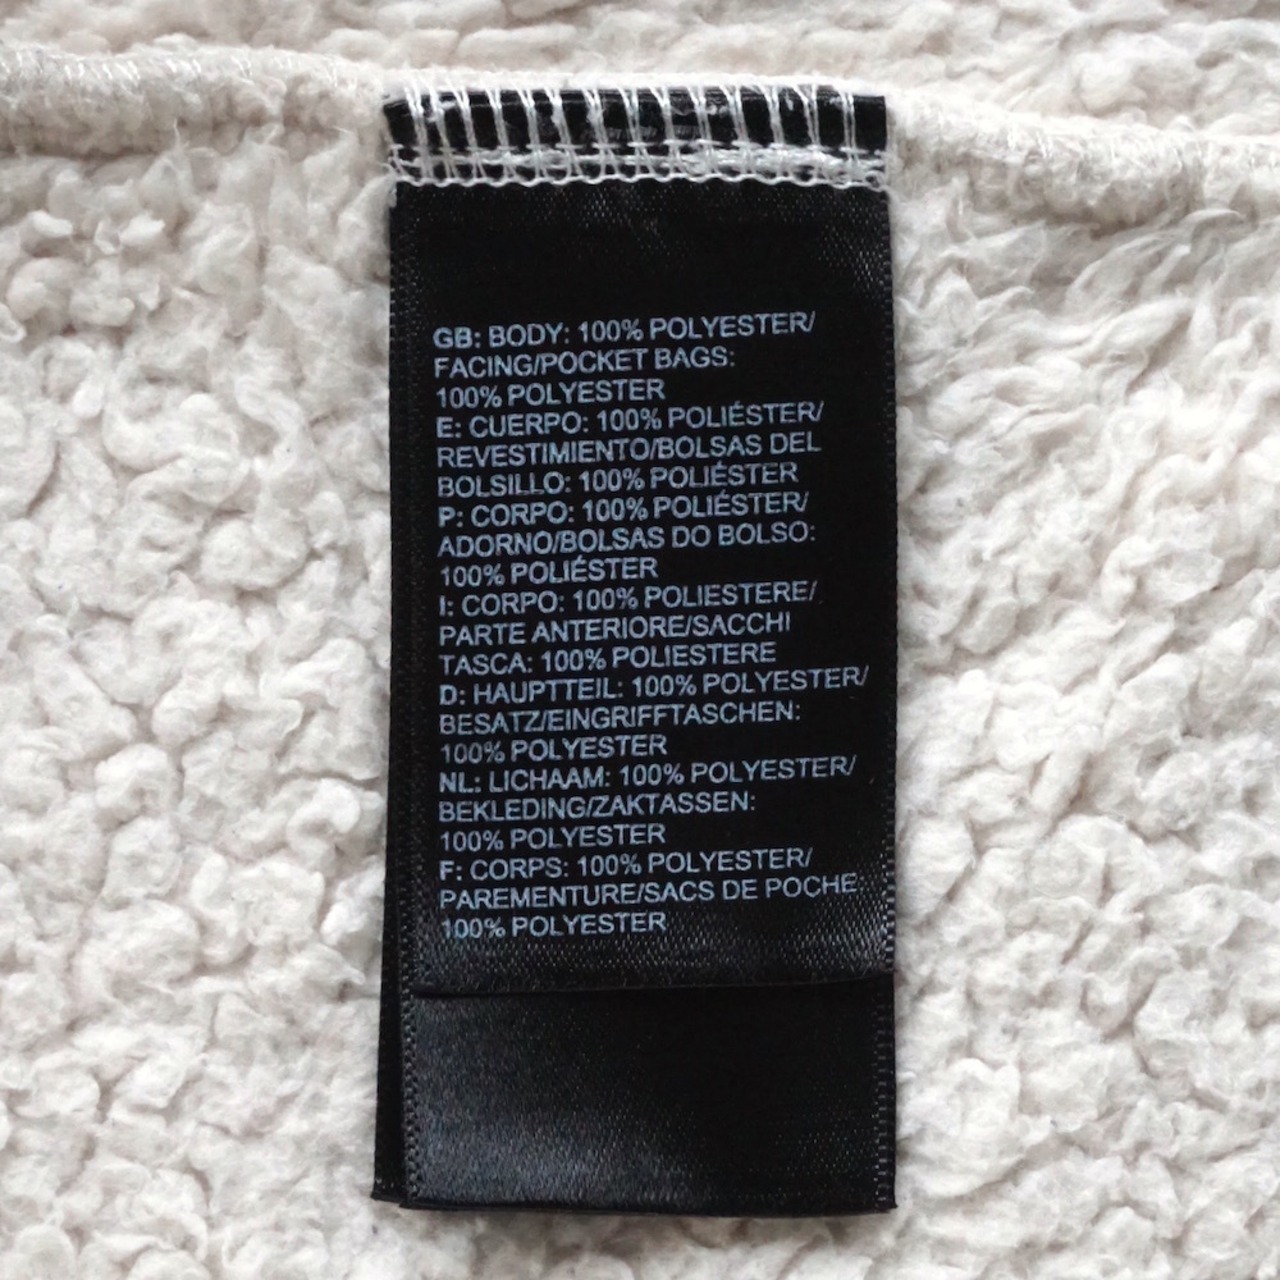 GB: BODY: 100% POLYESTER/
FACING/POCKET BAGS:
100% POLYESTER
E: CUERPO: 100% POLIÉSTER/
REVESTIMIENTO/BOLSAS DEL
BOLSILLO: 100% POLIÉSTER
P: CORPO: 100% POLIÉSTER/
ADORNO/BOLSAS DO BOLSO:
100% POLIÉSTER
I: CORPO: 100% POLIESTERE/
PARTE ANTERIORE/SACCHI
TASCA: 100% POLIESTERE
D: HAUPTTEIL: 100% POLYESTER/
BESATZ/EINGRIFFTASCHEN:
100% POLYESTER
NL: LICHAAM: 100% POLYESTER/
BEKLEDING/ZAKTASSEN:
100% POLYESTER
F: CORPS: 100% POLYESTER/
PAREMENTURE/SACS DE POCHE:
100% POLYESTER